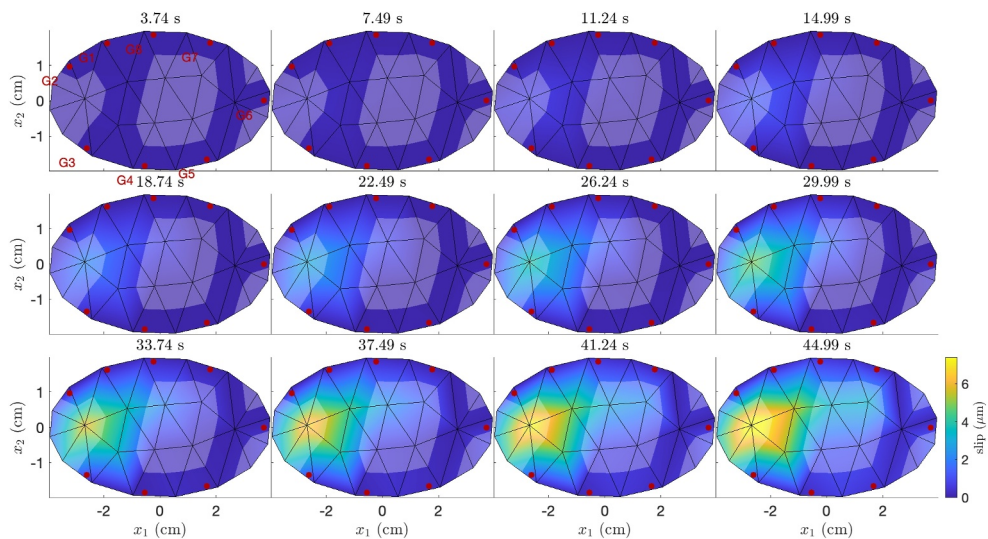 3.74 s 7.49 s 11.24 s 14.99 s
G1 G8 G7
G2
G6
G3
G4 G5
x₂ (cm)
1
0
-1
18.74 s 22.49 s 26.24 s 29.99 s
x₂ (cm)
1
0
-1
33.74 s 37.49 s 41.24 s 44.99 s
x₂ (cm)
1
0
-1
-2 0 2 -2 0 2 -2 0 2 -2 0 2
x₁ (cm) x₁ (cm) x₁ (cm) x₁ (cm)
6
4
2
0
slip (μm)